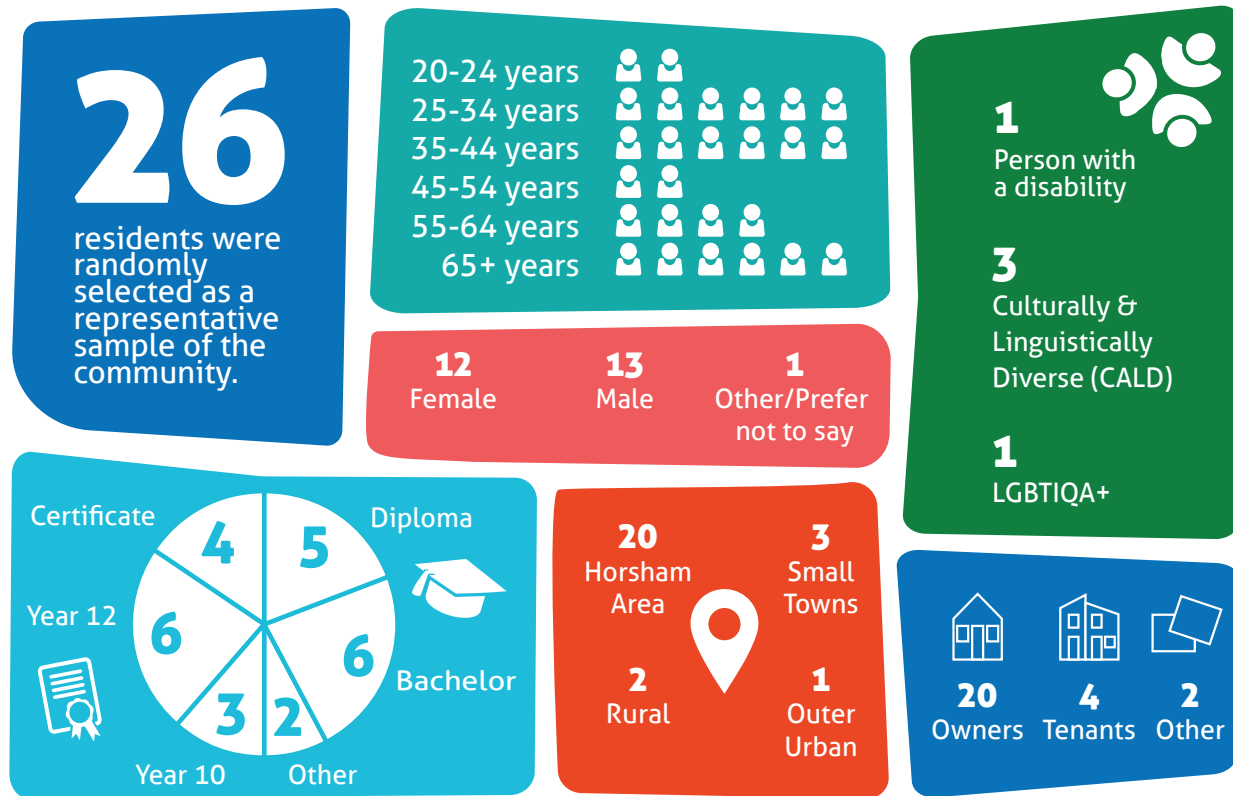 26
residents were
randomly
selected as a
representative
sample of the
community.
20-24 years
25-34 years
35-44 years
45-54 years
55-64 years
65+ years
12
Female
13
Male
1
Other/Prefer
not to say
1
Person with
a disability
3
Culturally &
Linguistically
Diverse (CALD)
1
LGBTIQA+
Certificate
4
5
Diploma
Year 12
6
6
Bachelor
3
2
Year 10
Other
20
Horsham
Area
3
Small
Towns
2
Rural
1
Outer
Urban
20
Owners
4
Tenants
2
Other